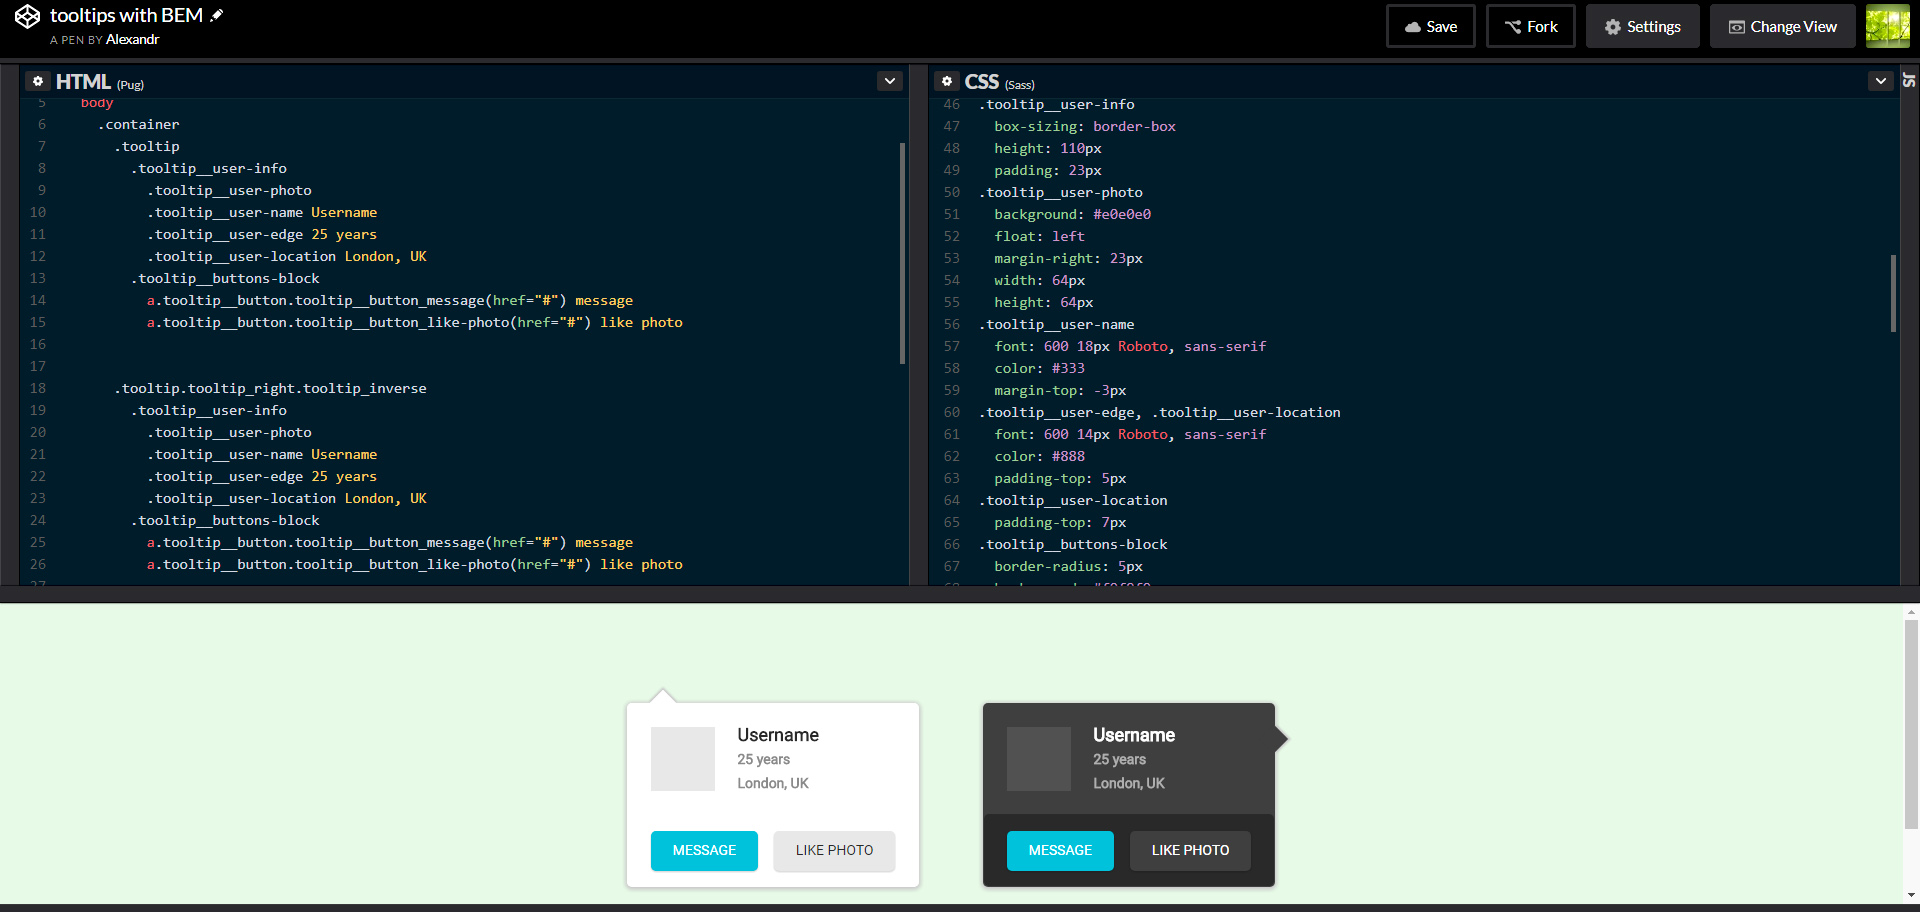 tooltips with BEM
A PEN BY Alexandr
Save
Fork
Settings
Change View
HTML (Pug)
5 body
6 .container
7 .tooltip
8 .tooltip__user-info
9 .tooltip__user-photo
10 .tooltip__user-name Username
11 .tooltip__user-edge 25 years
12 .tooltip__user-location London, UK
13 .tooltip__buttons-block
14 a.tooltip__button.tooltip__button_message(href="#") message
15 a.tooltip__button.tooltip__button_like-photo(href="#") like photo
16
17
18 .tooltip.tooltip_right.tooltip_inverse
19 .tooltip__user-info
20 .tooltip__user-photo
21 .tooltip__user-name Username
22 .tooltip__user-edge 25 years
23 .tooltip__user-location London, UK
24 .tooltip__buttons-block
25 a.tooltip__button.tooltip__button_message(href="#") message
26 a.tooltip__button.tooltip__button_like-photo(href="#") like photo
27
CSS (Sass)
46 .tooltip__user-info
47 box-sizing: border-box
48 height: 110px
49 padding: 23px
50 .tooltip__user-photo
51 background: #e0e0e0
52 float: left
53 margin-right: 23px
54 width: 64px
55 height: 64px
56 .tooltip__user-name
57 font: 600 18px Roboto, sans-serif
58 color: #333
59 margin-top: -3px
60 .tooltip__user-edge, .tooltip__user-location
61 font: 600 14px Roboto, sans-serif
62 color: #888
63 padding-top: 5px
64 .tooltip__user-location
65 padding-top: 7px
66 .tooltip__buttons-block
67 border-radius: 5px
JS
Username
25 years
London, UK
MESSAGE
LIKE PHOTO
Username
25 years
London, UK
MESSAGE
LIKE PHOTO